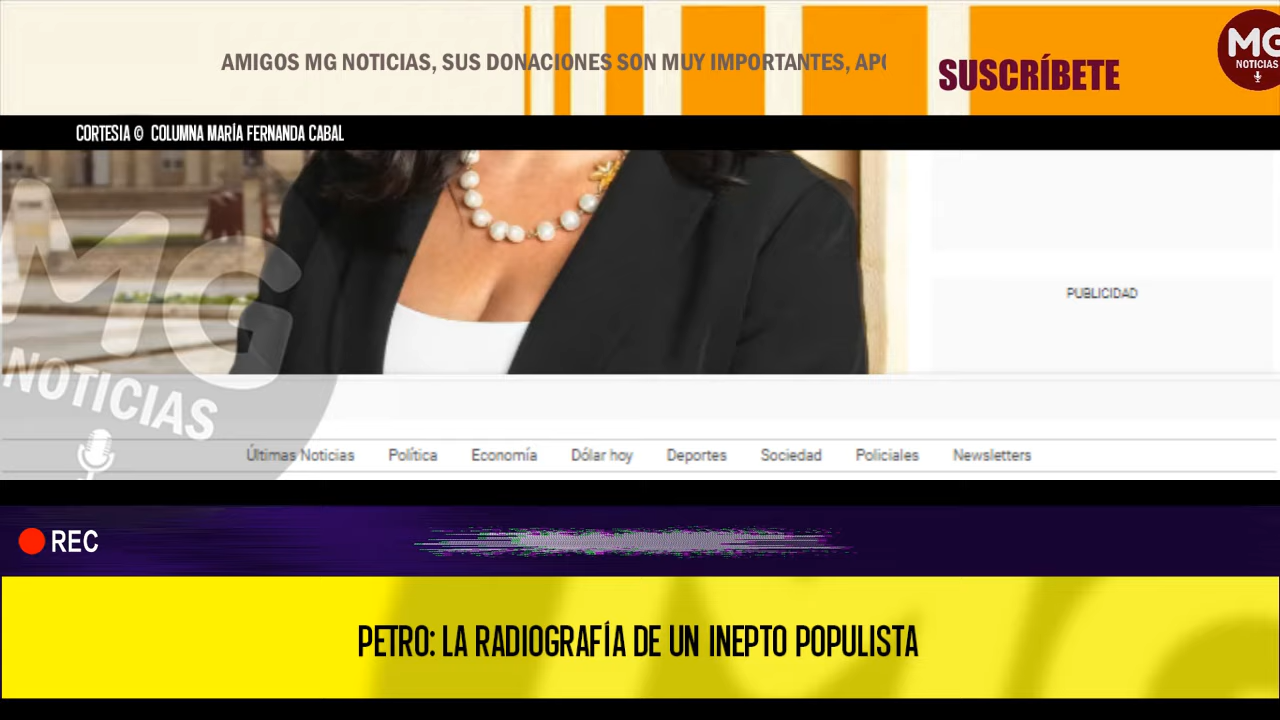 AMIGOS MG NOTICIAS, SUS DONACIONES SON MUY IMPORTANTES, APO
SUSCRÍBETE
MG
NOTICIAS
CORTESIA © COLUMNA MARÍA FERNANDA CABAL
MG
NOTICIAS
PUBLICIDAD
Últimas Noticias Política Economía Dólar hoy Deportes Sociedad Policiales Newsletters
REC
PETRO: LA RADIOGRAFÍA DE UN INEPTO POPULISTA